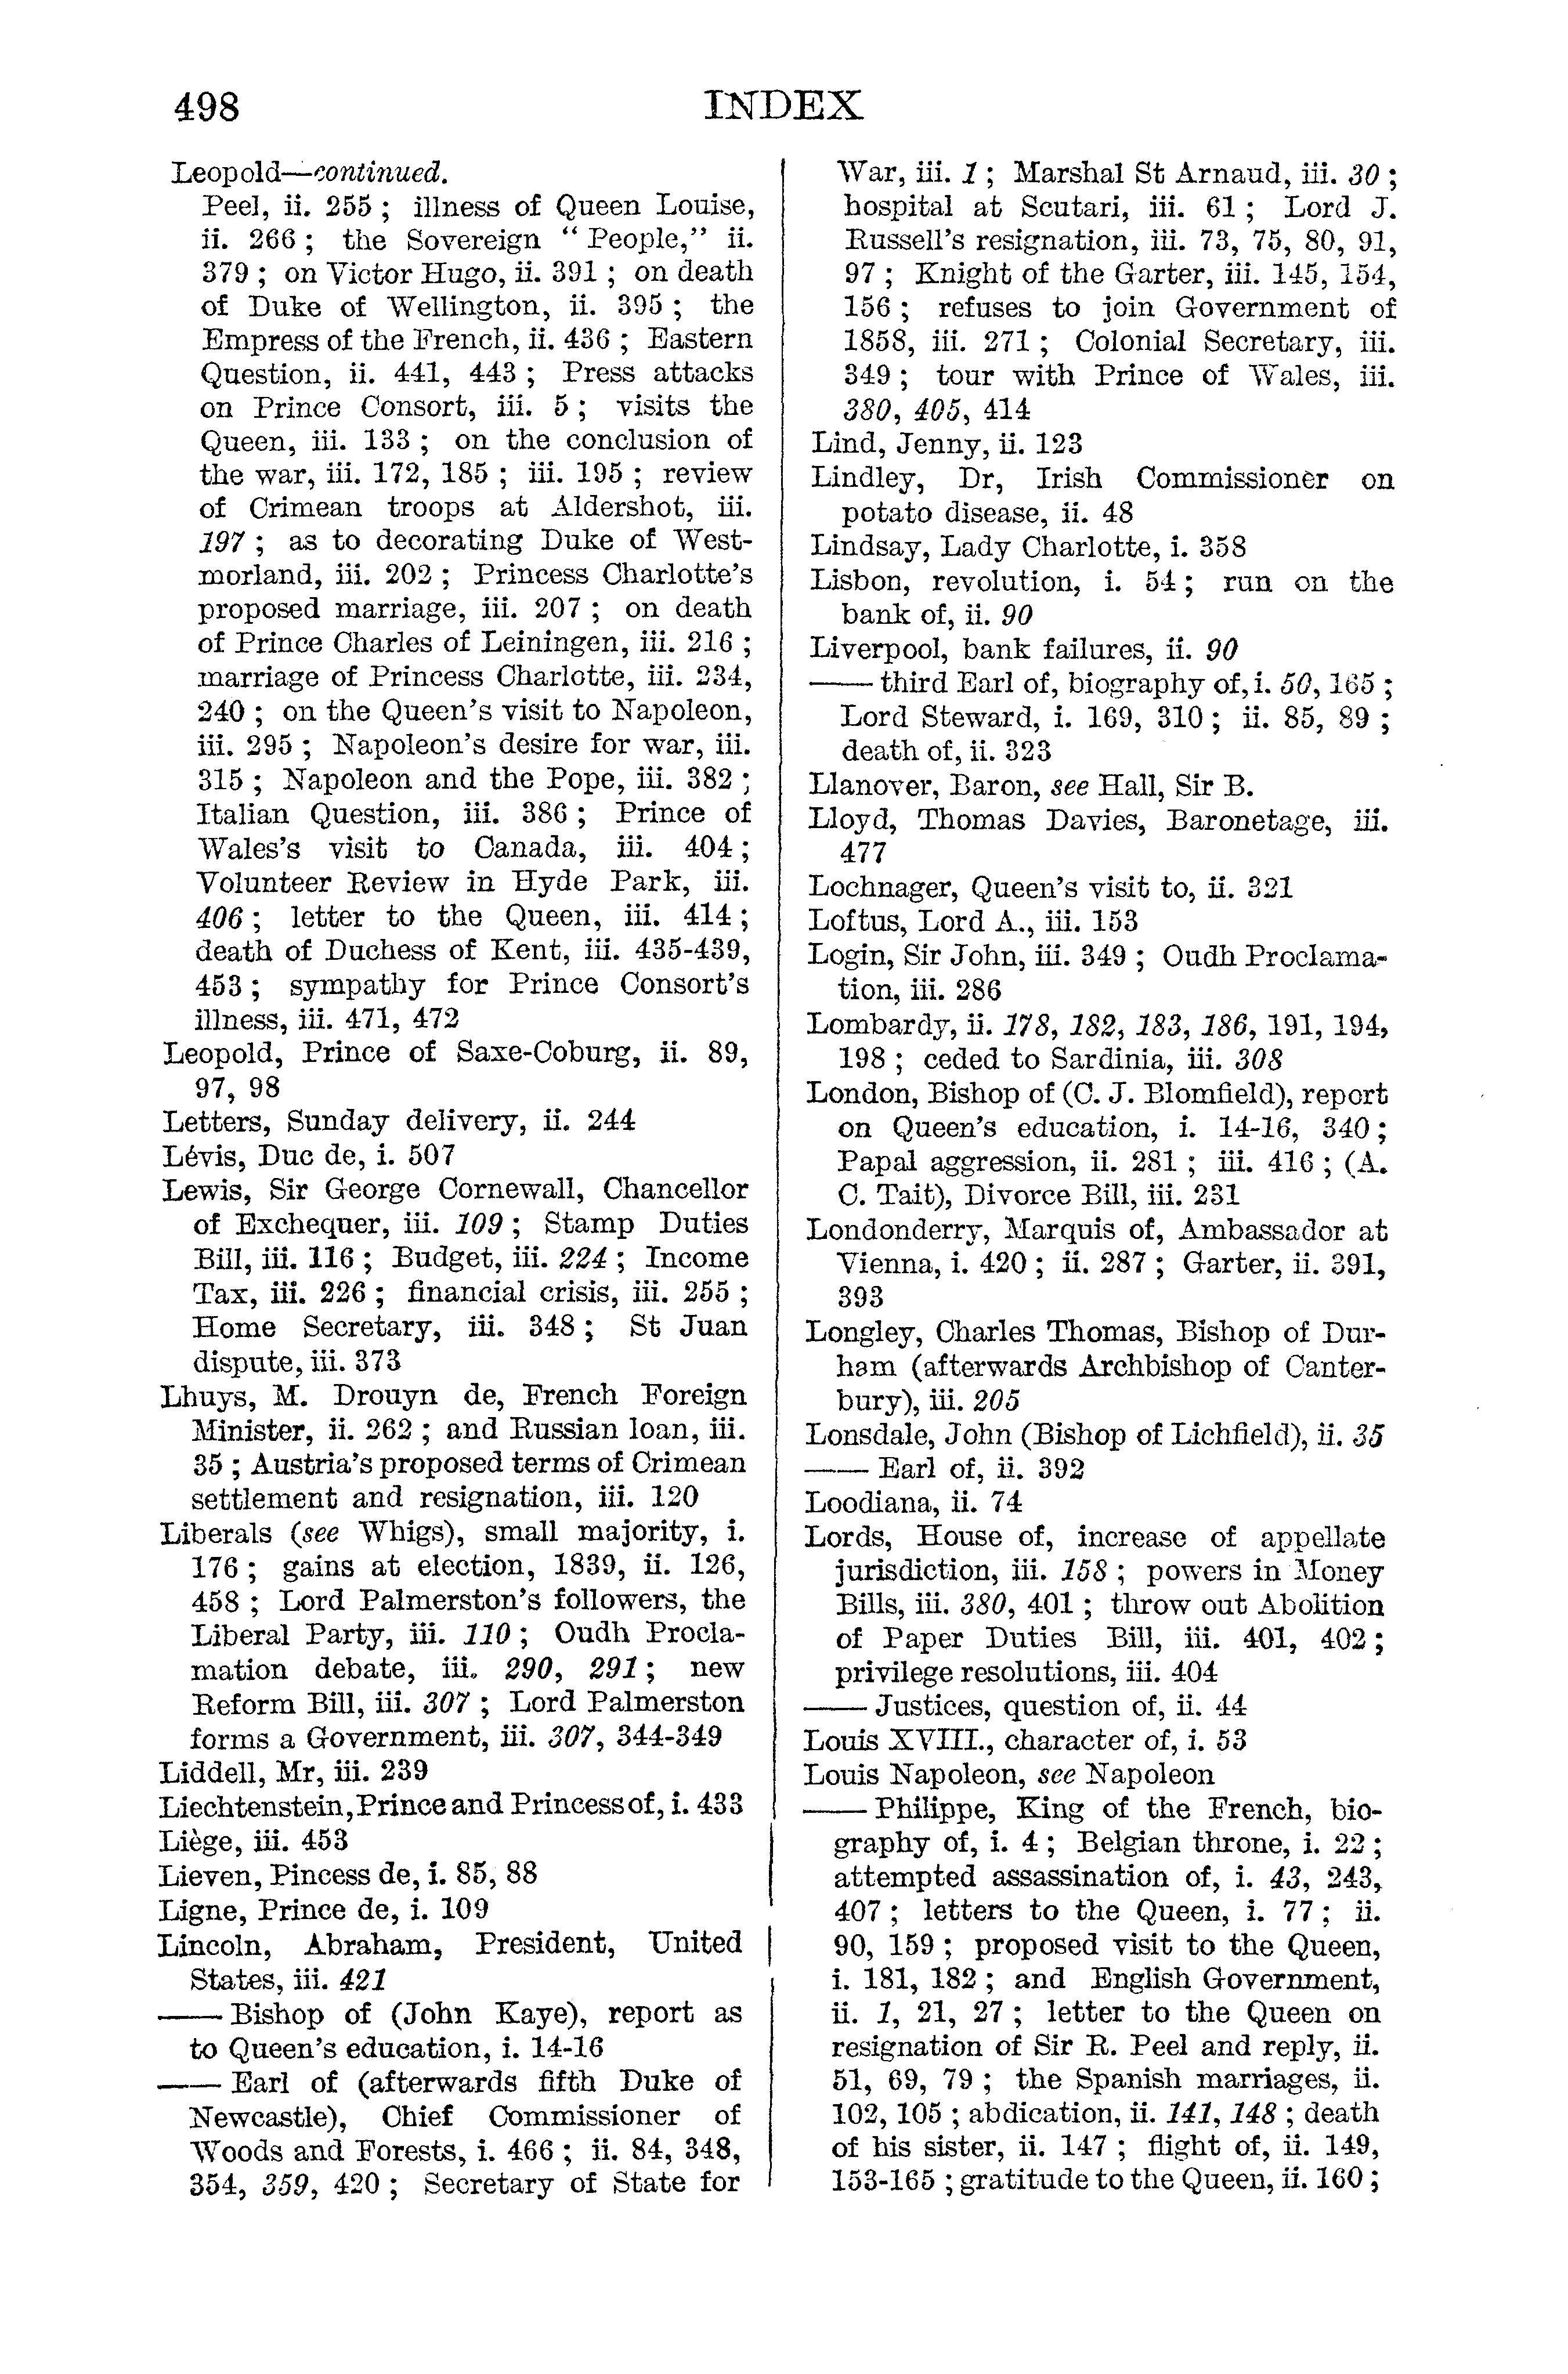 498
INDEX
Leopold—continued.
Peel, ii. 255 ; illness of Queen Louise,
ii. 266 ; the Sovereign “ People,” ii.
379 ; on Victor Hugo, ii. 391 ; on death
of Duke of Wellington, ii. 395 ; the
Empress of the French, ii. 436 ; Eastern
Question, ii. 441, 443 ; Press attacks
on Prince Consort, iii. 5 ; visits the
Queen, iii. 133 ; on the conclusion of
the war, iii. 172, 185 ; iii. 195 ; review
of Crimean troops at Aldershot, iii.
197 ; as to decorating Duke of West-
morland, iii. 202 ; Princess Charlotte’s
proposed marriage, iii. 207 ; on death
of Prince Charles of Leiningen, iii. 216 ;
marriage of Princess Charlotte, iii. 234,
240 ; on the Queen’s visit to Napoleon,
iii. 295 ; Napoleon’s desire for war, iii.
315 ; Napoleon and the Pope, iii. 382 ;
Italian Question, iii. 386 ; Prince of
Wales’s visit to Canada, iii. 404 ;
Volunteer Review in Hyde Park, iii.
406 ; letter to the Queen, iii. 414 ;
death of Duchess of Kent, iii. 435-439,
453 ; sympathy for Prince Consort’s
illness, iii. 471, 472
Leopold, Prince of Saxe-Coburg, ii. 89,
97, 98
Letters, Sunday delivery, ii. 244
Lévis, Duc de, i. 507
Lewis, Sir George Cornewall, Chancellor
of Exchequer, iii. 109 ; Stamp Duties
Bill, iii. 116 ; Budget, iii. 224 ; Income
Tax, iii. 226 ; financial crisis, iii. 255 ;
Home Secretary, iii. 348 ; St Juan
dispute, iii. 373
Lhuys, M. Drouyn de, French Foreign
Minister, ii. 262 ; and Russian loan, iii.
35 ; Austria’s proposed terms of Crimean
settlement and resignation, iii. 120
Liberals (see Whigs), small majority, i.
176 ; gains at election, 1839, ii. 126,
458 ; Lord Palmerston’s followers, the
Liberal Party, iii. 110 ; Oudh Procla-
mation debate, iii. 290, 291 ; new
Reform Bill, iii. 307 ; Lord Palmerston
forms a Government, iii. 307, 344-349
Liddell, Mr, iii. 239
Liechtenstein, Prince and Princess of, i. 433
Liège, iii. 453
Lieven, Pincess de, i. 85, 88
Ligne, Prince de, i. 109
Lincoln, Abraham, President, United
States, iii. 421
—— Bishop of (John Kaye), report as
to Queen’s education, i. 14-16
—— Earl of (afterwards fifth Duke of
Newcastle), Chief Commissioner of
Woods and Forests, i. 466 ; ii. 84, 348,
354, 359, 420 ; Secretary of State for
War, iii. 1 ; Marshal St Arnaud, iii. 30 ;
hospital at Scutari, iii. 61 ; Lord J.
Russell’s resignation, iii. 73, 75, 80, 91,
97 ; Knight of the Garter, iii. 145, 154,
156 ; refuses to join Government of
1858, iii. 271 ; Colonial Secretary, iii.
349 ; tour with Prince of Wales, iii.
380, 405, 414
Lind, Jenny, ii. 123
Lindley, Dr, Irish Commissioner on
potato disease, ii. 48
Lindsay, Lady Charlotte, i. 358
Lisbon, revolution, i. 54 ; run on the
bank of, ii. 90
Liverpool, bank failures, ii. 90
—— third Earl of, biography of, i. 50, 165 ;
Lord Steward, i. 169, 310 ; ii. 85, 89 ;
death of, ii. 323
Llanover, Baron, see Hall, Sir B.
Lloyd, Thomas Davies, Baronetage, iii.
477
Lochnager, Queen’s visit to, ii. 321
Loftus, Lord A., iii. 153
Login, Sir John, iii. 349 ; Oudh Proclama-
tion, iii. 286
Lombardy, ii. 178, 182, 183, 186, 191, 194,
198 ; ceded to Sardinia, iii. 308
London, Bishop of (C. J. Blomfield), report
on Queen’s education, i. 14-16, 340 ;
Papal aggression, ii. 281 ; iii. 416 ; (A.
C. Tait), Divorce Bill, iii. 231
Londonderry, Marquis of, Ambassador at
Vienna, i. 420 ; ii. 287 ; Garter, ii. 391,
393
Longley, Charles Thomas, Bishop of Dur-
ham (afterwards Archbishop of Canter-
bury), iii. 205
Lonsdale, John (Bishop of Lichfield), ii. 35
—— Earl of, ii. 392
Loodiana, ii. 74
Lords, House of, increase of appellate
jurisdiction, iii. 158 ; powers in Money
Bills, iii. 380, 401 ; throw out Abolition
of Paper Duties Bill, iii. 401, 402 ;
privilege resolutions, iii. 404
—— Justices, question of, ii. 44
Louis XVIII., character of, i. 53
Louis Napoleon, see Napoleon
—— Philippe, King of the French, bio-
graphy of, i. 4 ; Belgian throne, i. 22 ;
attempted assassination of, i. 43, 243,
407 ; letters to the Queen, i. 77 ; ii.
90, 159 ; proposed visit to the Queen,
i. 181, 182 ; and English Government,
ii. 1, 21, 27 ; letter to the Queen on
resignation of Sir R. Peel and reply, ii.
51, 69, 79 ; the Spanish marriages, ii.
102, 105 ; abdication, ii. 141, 148 ; death
of his sister, ii. 147 ; flight of, ii. 149,
153-165 ; gratitude to the Queen, ii. 160 ;